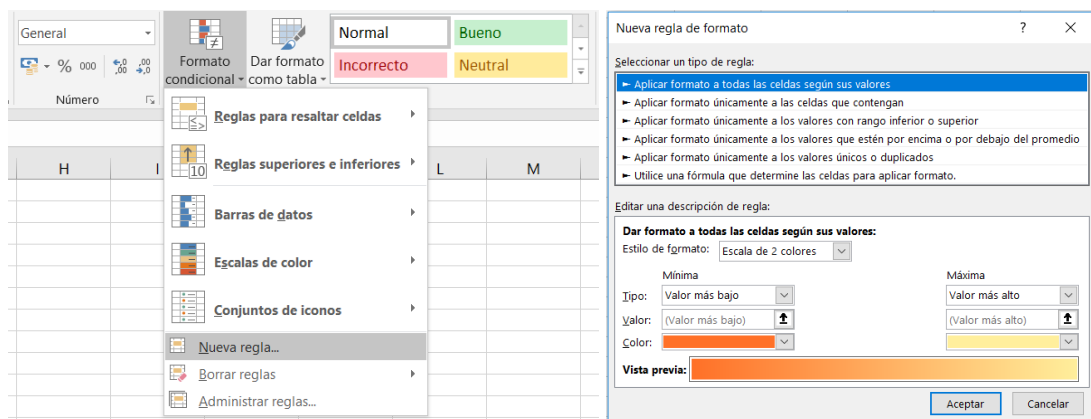 General
% 000 ,00 ,00
Número
Formato condicional
Dar formato como tabla
Normal
Bueno
Incorrecto
Neutral
Reglas para resaltar celdas
Reglas superiores e inferiores
10
Barras de datos
Escalas de color
Conjuntos de iconos
Nueva regla...
Borrar reglas
Administrar reglas...
H I L M
Nueva regla de formato ? ×
Seleccionar un tipo de regla:
► Aplicar formato a todas las celdas según sus valores
► Aplicar formato únicamente a las celdas que contengan
► Aplicar formato únicamente a los valores con rango inferior o superior
► Aplicar formato únicamente a los valores que estén por encima o por debajo del promedio
► Aplicar formato únicamente a los valores únicos o duplicados
► Utilice una fórmula que determine las celdas para aplicar formato.
Editar una descripción de regla:
Dar formato a todas las celdas según sus valores:
Estilo de formato: Escala de 2 colores
Mínima Máxima
Tipo: Valor más bajo Valor más alto
Valor: (Valor más bajo) (Valor más alto)
Color:
Vista previa:
Aceptar Cancelar